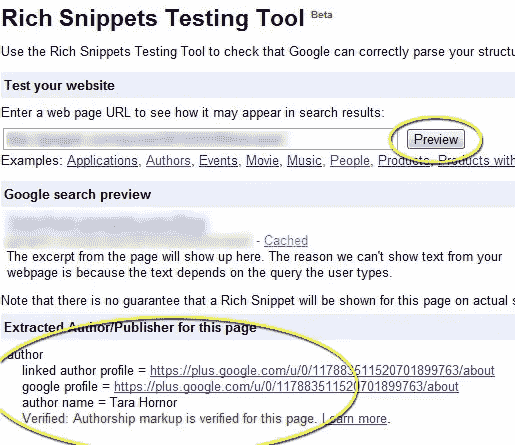 Rich Snippets Testing Tool Beta
Use the Rich Snippets Testing Tool to check that Google can correctly parse your structu
Test your website
Enter a web page URL to see how it may appear in search results:
Preview
Examples: Applications, Authors, Events, Movie, Music, People, Products, Products with
Google search preview
- Cached
The excerpt from the page will show up here. The reason we can't show text from your
webpage is because the text depends on the query the user types.
Note that there is no guarantee that a Rich Snippet will be shown for this page on actual s
Extracted Author/Publisher for this page
author
linked author profile = https://plus.google.com/u/0/117883511520701899763/about
google profile = https://plus.google.com/u/0/117883511520701899763/about
author name = Tara Hornor
Verified: Authorship markup is verified for this page. Learn more.